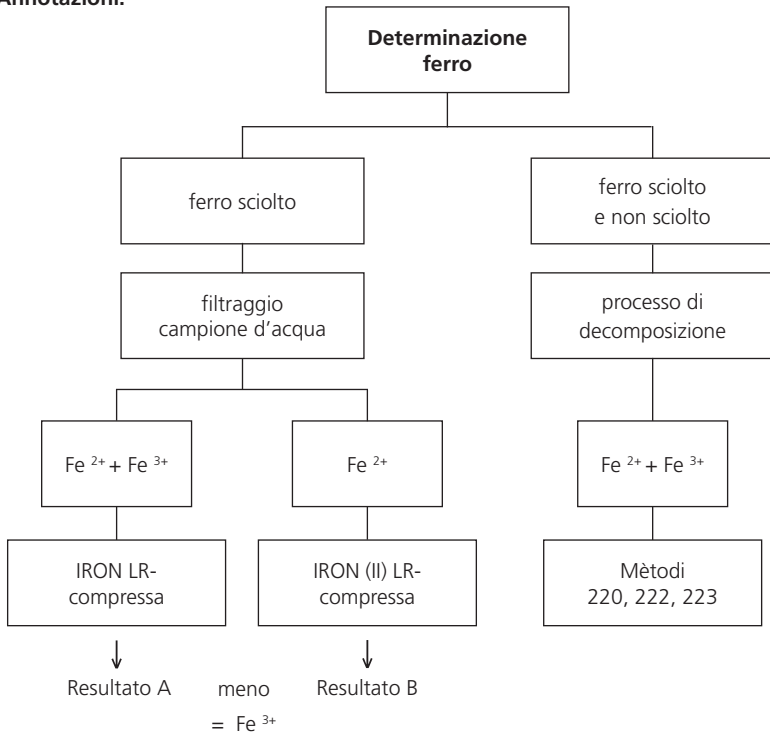 Annotazioni:
Determinazione
ferro
ferro sciolto
ferro sciolto
e non sciolto
filtraggio
campione d'acqua
processo di
decomposizione
Fe ²⁺ + Fe ³⁺
Fe ²⁺
Fe ²⁺ + Fe ³⁺
IRON LR-
compressa
IRON (II) LR-
compressa
Mètodi
220, 222, 223
Resultato A meno Resultato B
= Fe ³⁺